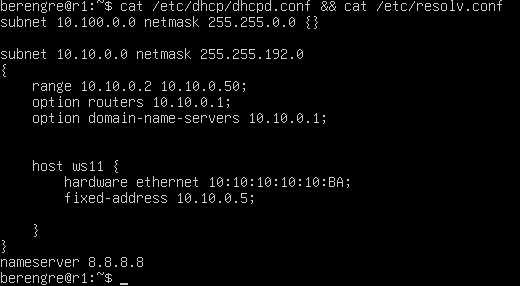 berengre@r1:~$ cat /etc/dhcp/dhcpd.conf && cat /etc/resolv.conf
subnet 10.100.0.0 netmask 255.255.0.0 {}
subnet 10.10.0.0 netmask 255.255.192.0
{
    range 10.10.0.2 10.10.0.50;
    option routers 10.10.0.1;
    option domain-name-servers 10.10.0.1;
    host ws11 {
        hardware ethernet 10:10:10:10:10:BA;
        fixed-address 10.10.0.5;
    }
}
nameserver 8.8.8.8
berengre@r1:~$ _